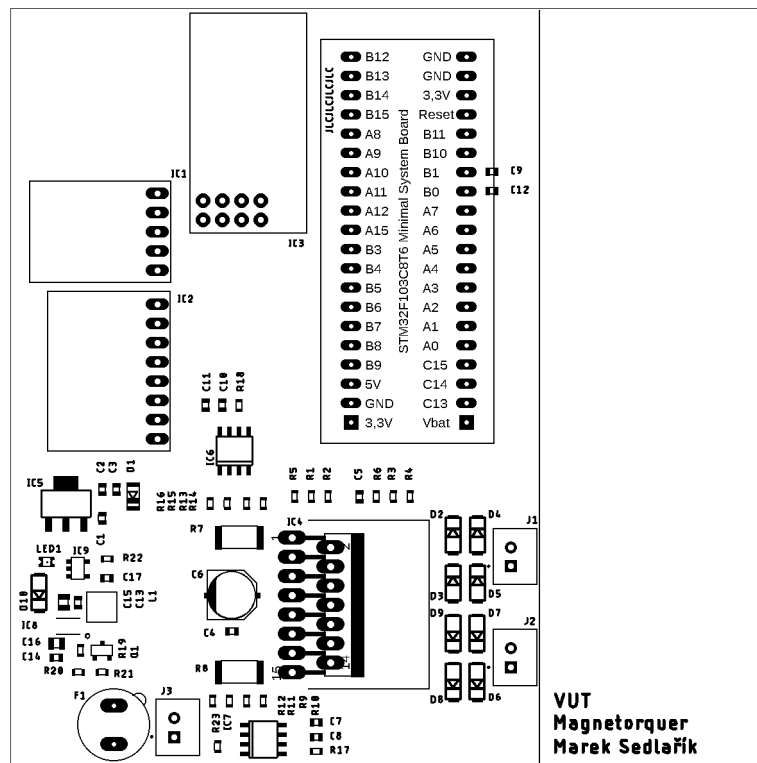 B12 GND
B13 GND
B14 3,3V
B15 Reset
A8 B11
A9 B10
A10 B1
A11 B0
A12 A7
A15 A6
B3 A5
B4 A4
B5 A3
B6 A2
B7 A1
B8 A0
B9 C15
5V C14
GND C13
3,3V Vbat
JLCJLCJLCJLC
STM32F103C8T6 Minimal System Board
C9
C12
IC1
IC3
IC2
C11 C10 R18
IC6
IC5
C2 C3 D1
R16 R15 R13 R14
R5 R1 R2 C5 R6 R3 R4
C1
R7
IC4
1 2
D2 D4
J1
LED1
IC9
R22
C17
C6
D3 D5
D10
C15 C13 L1
IC8
D9 D7
J2
C4
C16
C14
R19 Q1
R20
R21
R8
15 14
D8 D6
F1
J3
R23 IC7
R12 R11 R9 R10
C7
C8
R17
VUT
Magnetorquer
Marek Sedlařík